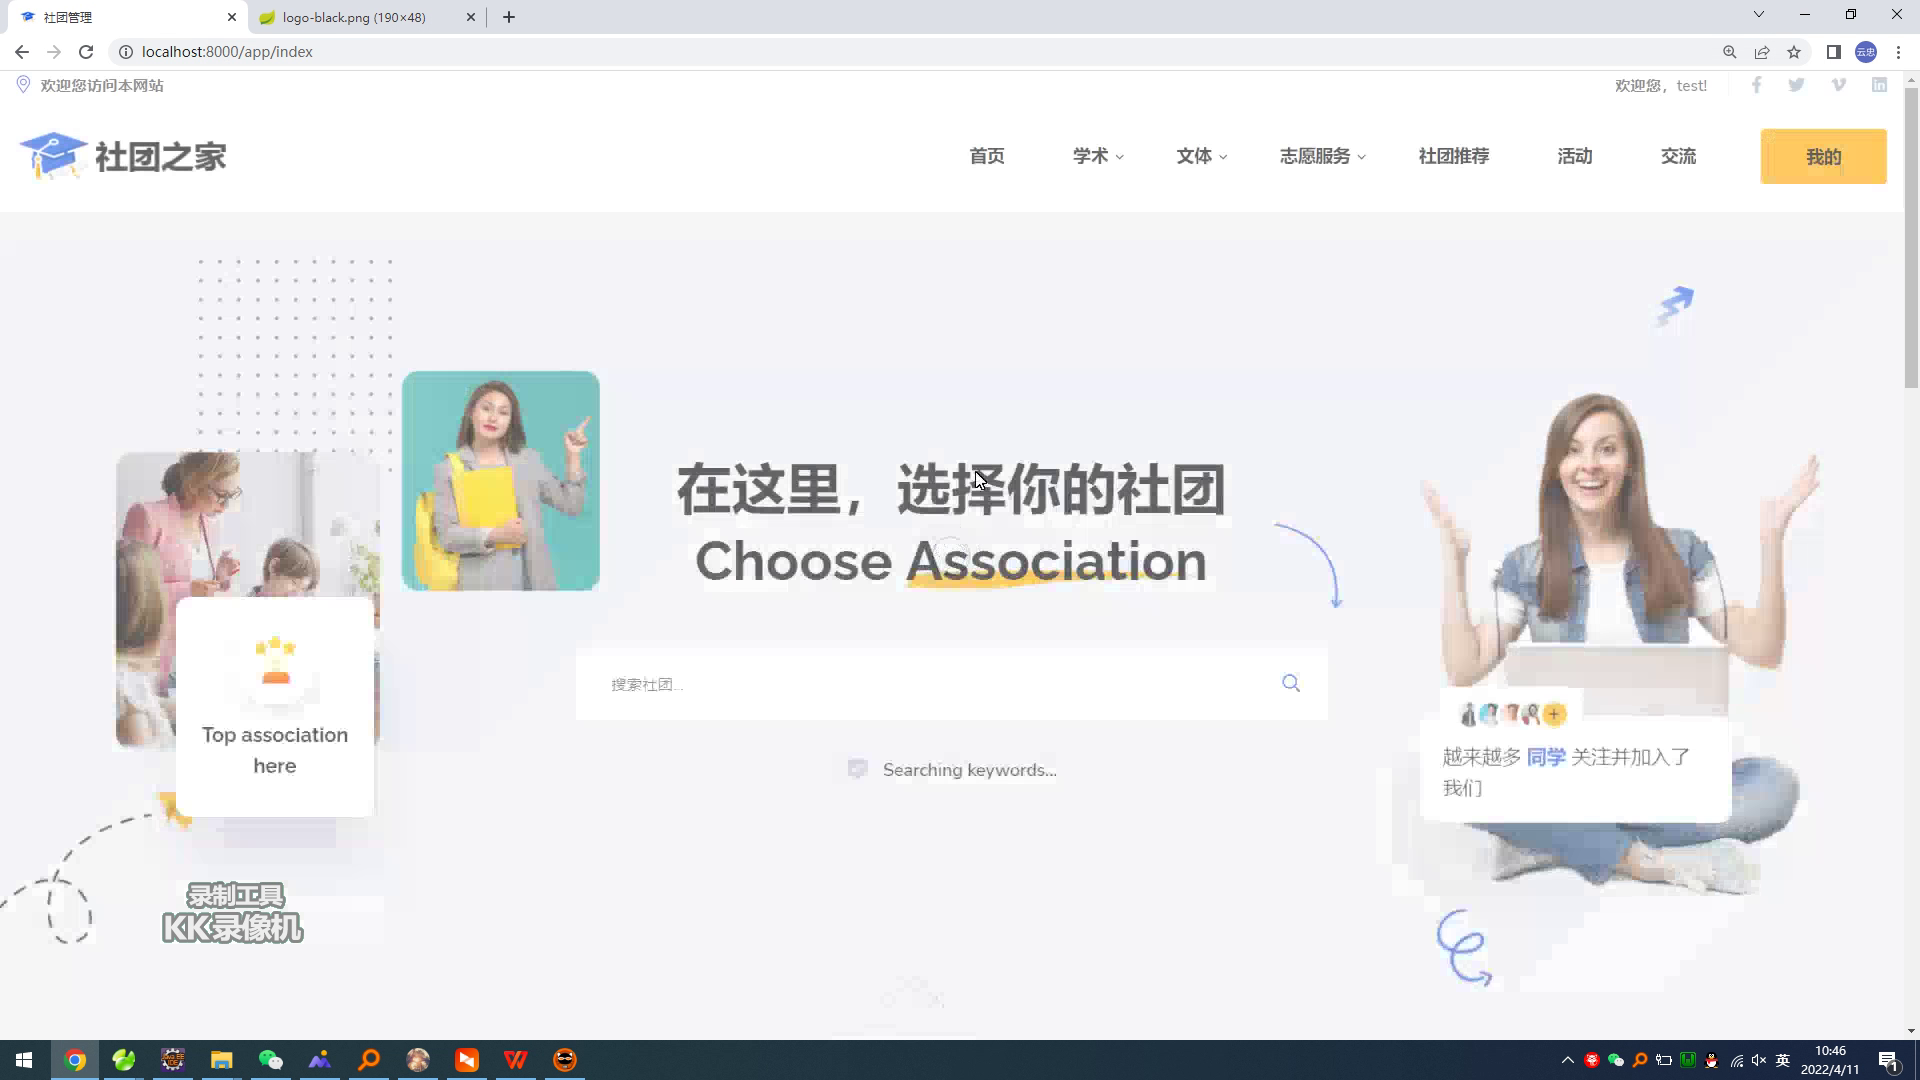 社团管理
logo-black.png (190×48)
localhost:8000/app/index
云忠
欢迎您访问本网站
欢迎您，test!
社团之家
首页
学术
文体
志愿服务
社团推荐
活动
交流
我的
在这里，选择你的社团
Choose Association
搜索社团...
Searching keywords...
Top association
here
越来越多 同学 关注并加入了
我们
录制工具
KK录像机
英
10:46
2022/4/11
1